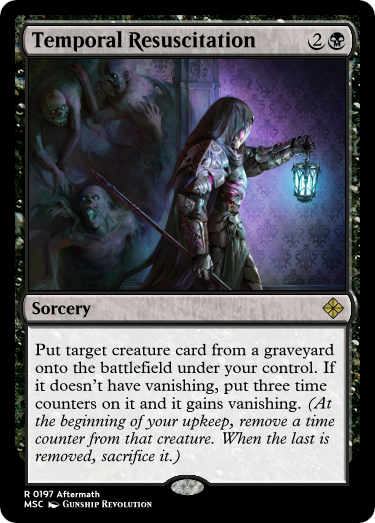 Temporal Resuscitation 2
Sorcery
Put target creature card from a graveyard
onto the battlefield under your control. If
it doesn't have vanishing, put three time
counters on it and it gains vanishing. (At
the beginning of your upkeep, remove a time
counter from that creature. When the last is
removed, sacrifice it.)
R 0197 Aftermath
MSC Gunship Revolution